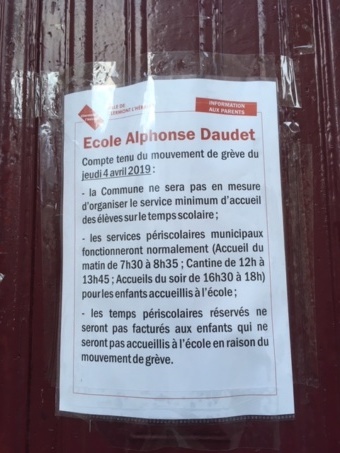 VILLE DE
CLERMONT L'HÉRAULT
INFORMATION
AUX PARENTS
Ecole Alphonse Daudet
Compte tenu du mouvement de grève du
jeudi 4 avril 2019 :
- la Commune ne sera pas en mesure
d'organiser le service minimum d'accueil
des élèves sur le temps scolaire ;
- les services périscolaires municipaux
fonctionneront normalement (Accueil du
matin de 7h30 à 8h35 ; Cantine de 12h à
13h45 ; Accueils du soir de 16h30 à 18h)
pour les enfants accueillis à l'école ;
- les temps périscolaires réservés ne
seront pas facturés aux enfants qui ne
seront pas accueillis à l'école en raison du
mouvement de grève.